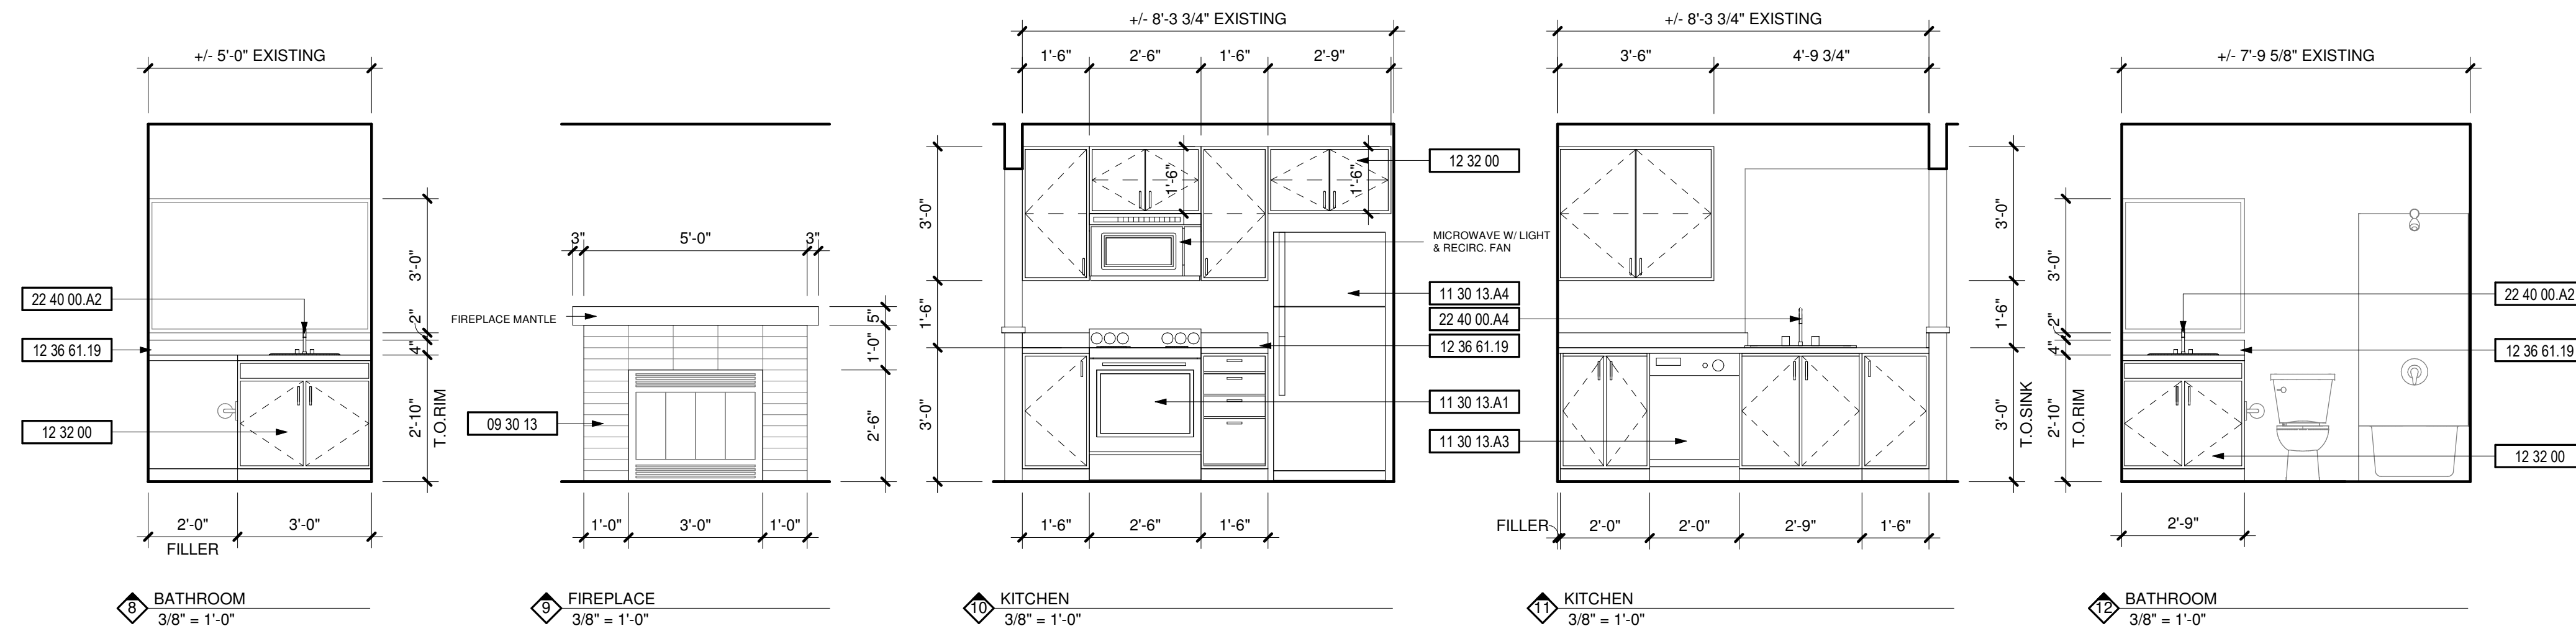 +/- 5'-0" EXISTING
22 40 00.A2
12 36 61.19
12 32 00
3'-0"
2"
4"
2'-10"
T.O.RIM
2'-0"
3'-0"
FILLER
8
BATHROOM
3/8" = 1'-0"
3"
5'-0"
3"
FIREPLACE MANTLE
09 30 13
5"
1'-0"
2'-6"
1'-0"
3'-0"
1'-0"
9
FIREPLACE
3/8" = 1'-0"
+/- 8'-3 3/4" EXISTING
1'-6"
2'-6"
1'-6"
2'-9"
3'-0"
1'-6"
3'-0"
1'-6"
1'-6"
12 32 00
MICROWAVE W/ LIGHT
& RECIRC. FAN
11 30 13.A4
22 40 00.A4
12 36 61.19
11 30 13.A1
11 30 13.A3
1'-6"
2'-6"
1'-6"
10
KITCHEN
3/8" = 1'-0"
+/- 8'-3 3/4" EXISTING
3'-6"
4'-9 3/4"
3'-0"
1'-6"
3'-0"
T.O.SINK
FILLER
2'-0"
2'-0"
2'-9"
1'-6"
11
KITCHEN
3/8" = 1'-0"
+/- 7'-9 5/8" EXISTING
3'-0"
2"
4"
2'-10"
T.O.RIM
22 40 00.A2
12 36 61.19
12 32 00
2'-9"
12
BATHROOM
3/8" = 1'-0"